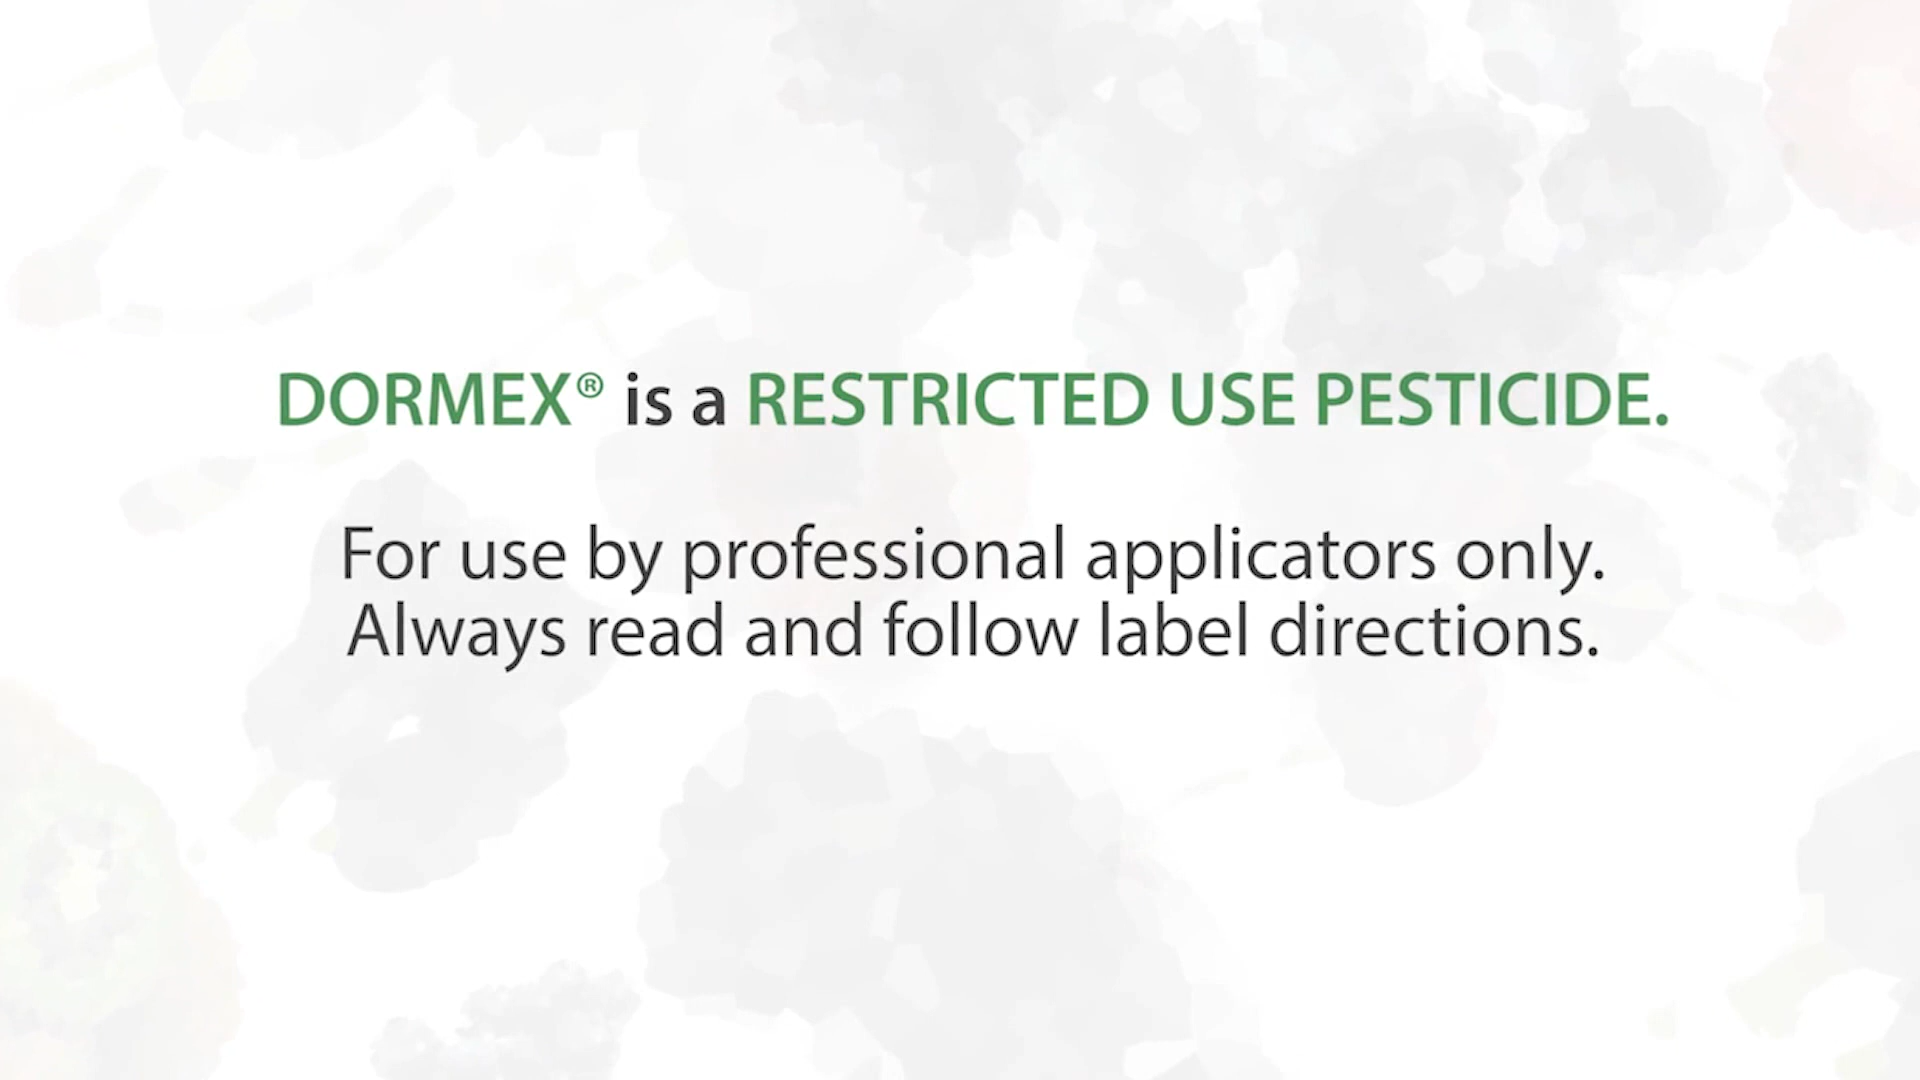 DORMEX® is a RESTRICTED USE PESTICIDE.
For use by professional applicators only.
Always read and follow label directions.